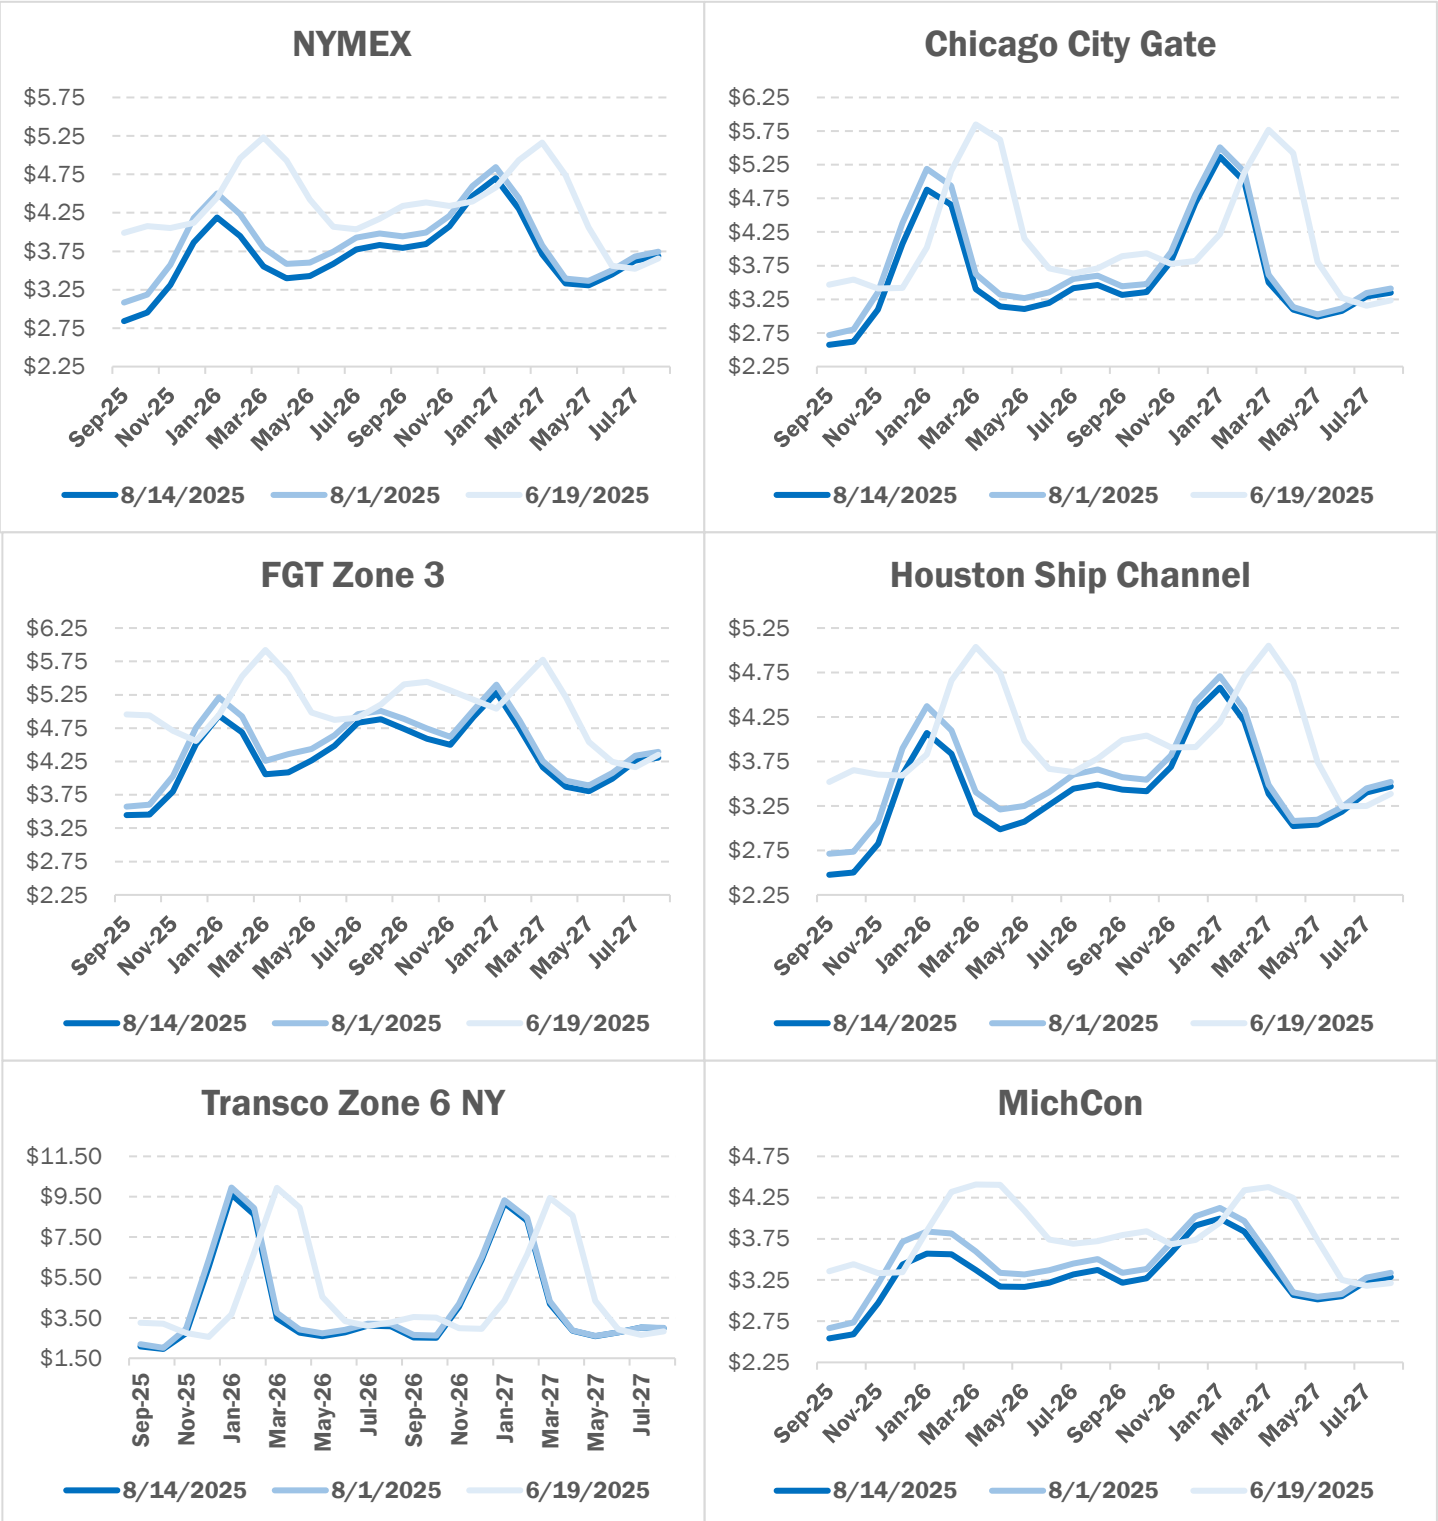 NYMEX
$5.75
$5.25
$4.75
$4.25
$3.75
$3.25
$2.75
$2.25
Sep-25 Nov-25 Jan-26 Mar-26 May-26 Jul-26 Sep-26 Nov-26 Jan-27 Mar-27 May-27 Jul-27
8/14/2025 8/1/2025 6/19/2025
Chicago City Gate
$6.25
$5.75
$5.25
$4.75
$4.25
$3.75
$3.25
$2.75
$2.25
Sep-25 Nov-25 Jan-26 Mar-26 May-26 Jul-26 Sep-26 Nov-26 Jan-27 Mar-27 May-27 Jul-27
8/14/2025 8/1/2025 6/19/2025
FGT Zone 3
$6.25
$5.75
$5.25
$4.75
$4.25
$3.75
$3.25
$2.75
$2.25
Sep-25 Nov-25 Jan-26 Mar-26 May-26 Jul-26 Sep-26 Nov-26 Jan-27 Mar-27 May-27 Jul-27
8/14/2025 8/1/2025 6/19/2025
Houston Ship Channel
$5.25
$4.75
$4.25
$3.75
$3.25
$2.75
$2.25
Sep-25 Nov-25 Jan-26 Mar-26 May-26 Jul-26 Sep-26 Nov-26 Jan-27 Mar-27 May-27 Jul-27
8/14/2025 8/1/2025 6/19/2025
Transco Zone 6 NY
$11.50
$9.50
$7.50
$5.50
$3.50
$1.50
Sep-25 Nov-25 Jan-26 Mar-26 May-26 Jul-26 Sep-26 Nov-26 Jan-27 Mar-27 May-27 Jul-27
8/14/2025 8/1/2025 6/19/2025
MichCon
$4.75
$4.25
$3.75
$3.25
$2.75
$2.25
Sep-25 Nov-25 Jan-26 Mar-26 May-26 Jul-26 Sep-26 Nov-26 Jan-27 Mar-27 May-27 Jul-27
8/14/2025 8/1/2025 6/19/2025